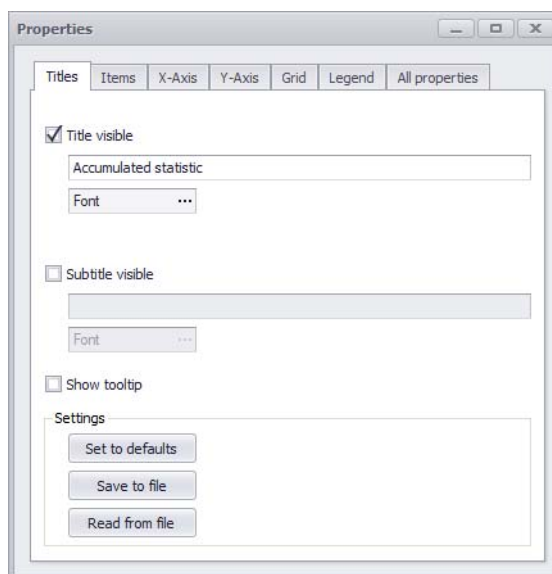 Properties
Titles Items X-Axis Y-Axis Grid Legend All properties
Title visible
Accumulated statistic
Font ...
Subtitle visible
Font ...
Show tooltip
Settings
Set to defaults
Save to file
Read from file